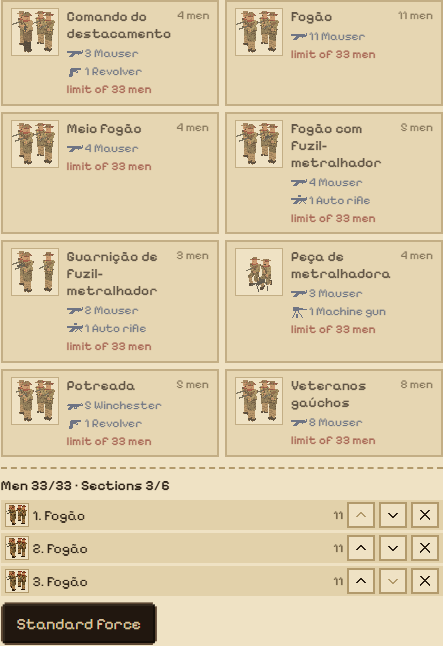 Comando do destacamento
4 men
3 Mauser
1 Revolver
limit of 33 men
Fogão
11 men
11 Mauser
limit of 33 men
Meio Fogão
4 men
4 Mauser
limit of 33 men
Fogão com
fuzil-
metralhador
5 men
4 Mauser
1 Auto rifle
limit of 33 men
Guarnição de
fuzil-
metralhador
3 men
2 Mauser
1 Auto rifle
limit of 33 men
Peça de
metralhadora
4 men
3 Mauser
1 Machine gun
limit of 33 men
Potreada
5 men
5 Winchester
1 Revolver
limit of 33 men
Veteranos
gaúchos
8 men
8 Mauser
limit of 33 men
Men 33/33 · Sections 3/6
1. Fogão 11
2. Fogão 11
3. Fogão 11
Standard Force